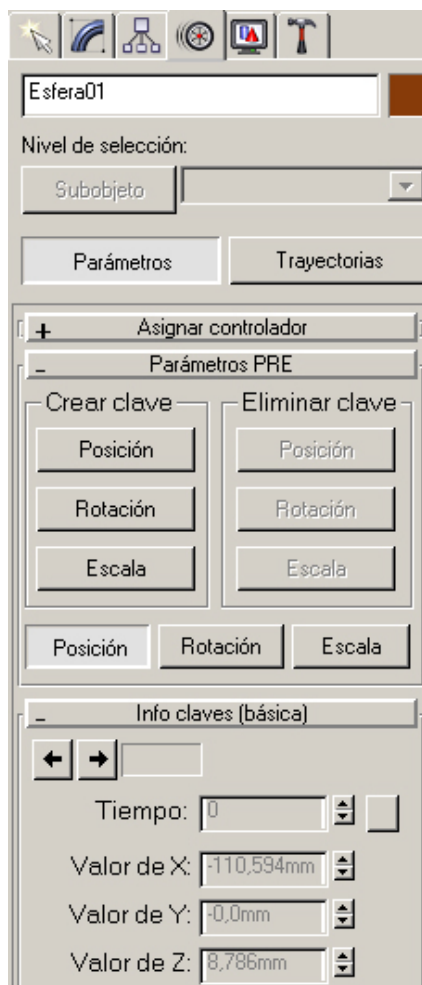 Esfera01
Nivel de selección:
Subobjeto
Parámetros Trayectorias
+ Asignar controlador
- Parámetros PRE
Crear clave Eliminar clave
Posición Posición
Rotación Rotación
Escala Escala
Posición Rotación Escala
- Info claves (básica)
Tiempo: 0
Valor de X: -110,594mm
Valor de Y: -0,0mm
Valor de Z: 8,786mm